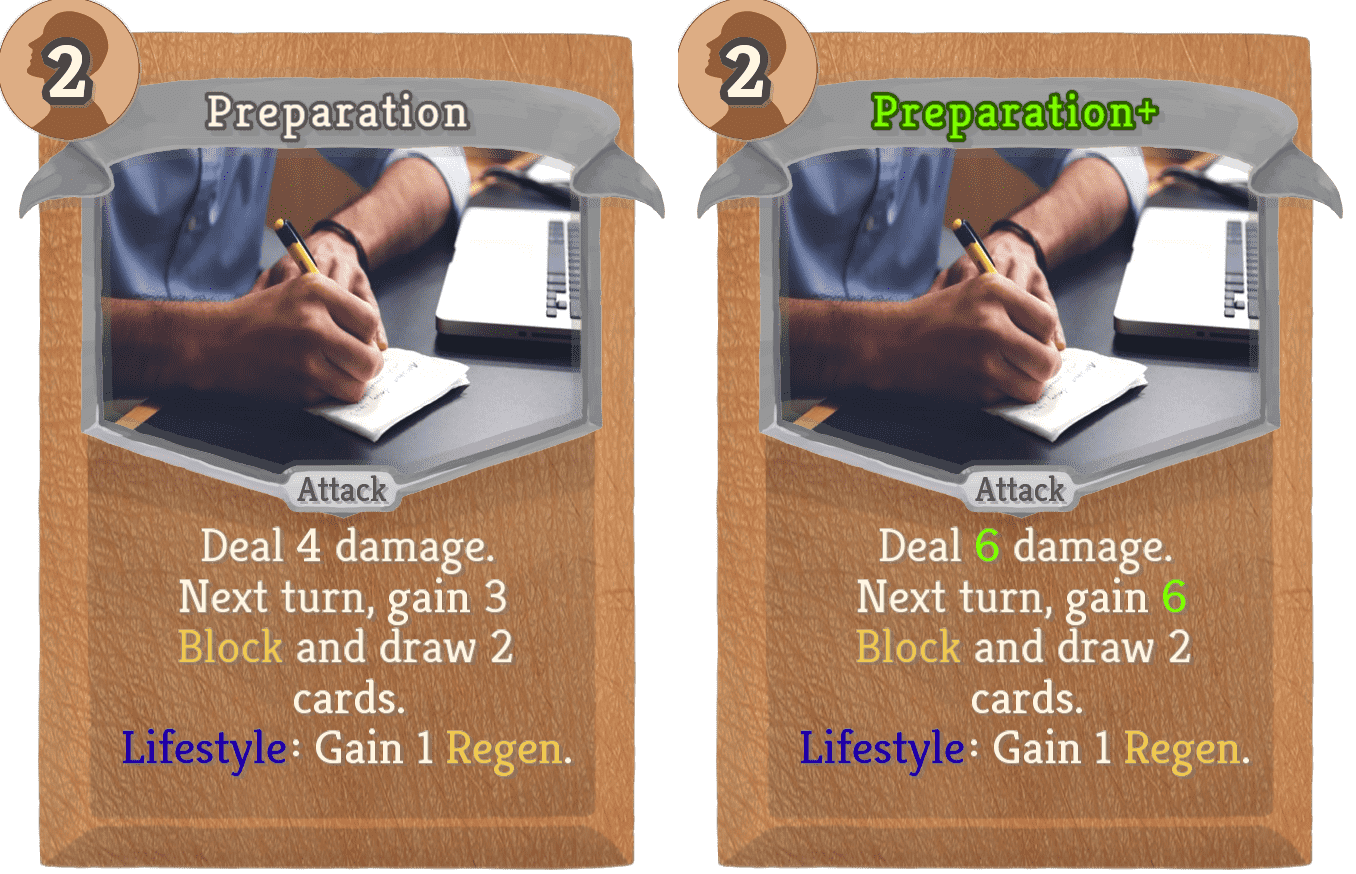 2
Preparation
Attack
Deal 4 damage.
Next turn, gain 3
Block and draw 2
cards.
Lifestyle: Gain 1 Regen.
2
Preparation+
Attack
Deal 6 damage.
Next turn, gain 6
Block and draw 2
cards.
Lifestyle: Gain 1 Regen.